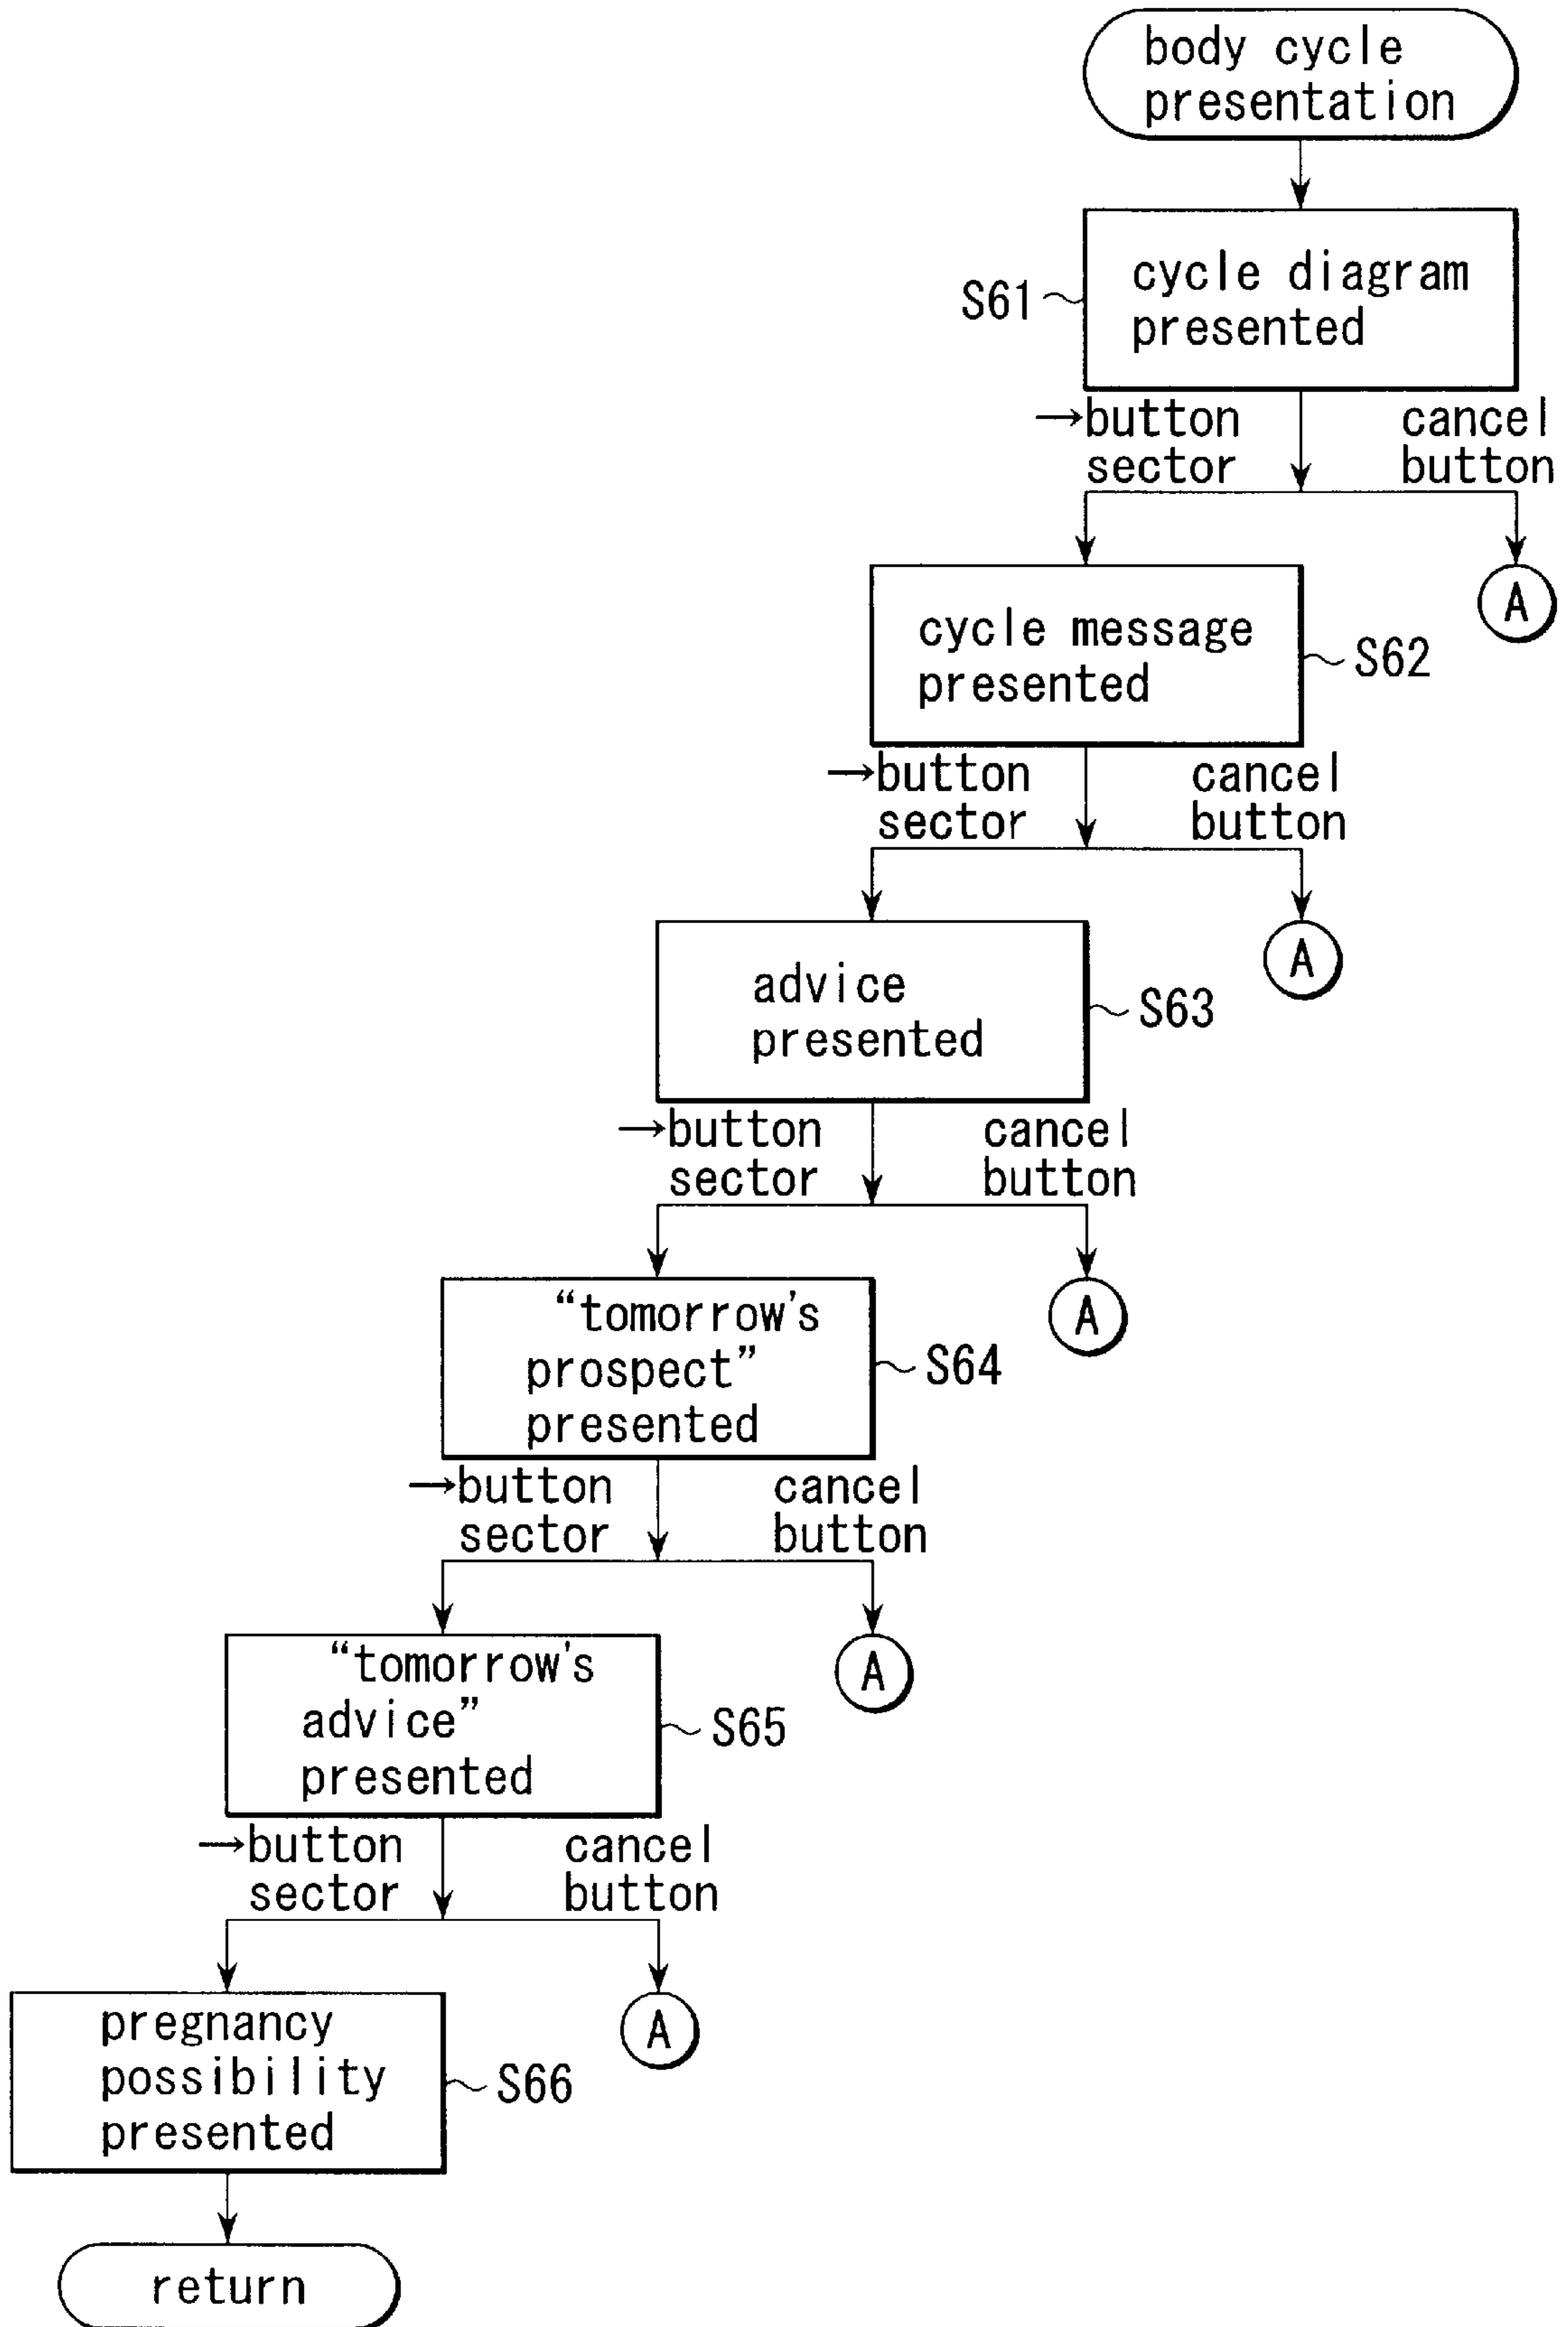 body cycle
presentation
S61
cycle diagram
presented
→button
sector
cancel
button
A
cycle message
presented
S62
→button
sector
cancel
button
A
advice
presented
S63
→button
sector
cancel
button
A
“tomorrow's
prospect”
presented
S64
→button
sector
cancel
button
A
“tomorrow's
advice”
presented
S65
→button
sector
cancel
button
A
pregnancy
possibility
presented
S66
return